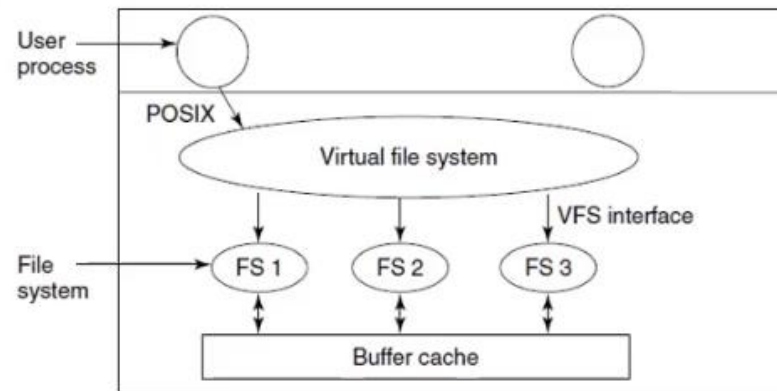 User
process
POSIX
Virtual file system
VFS interface
File
system
FS 1
FS 2
FS 3
Buffer cache